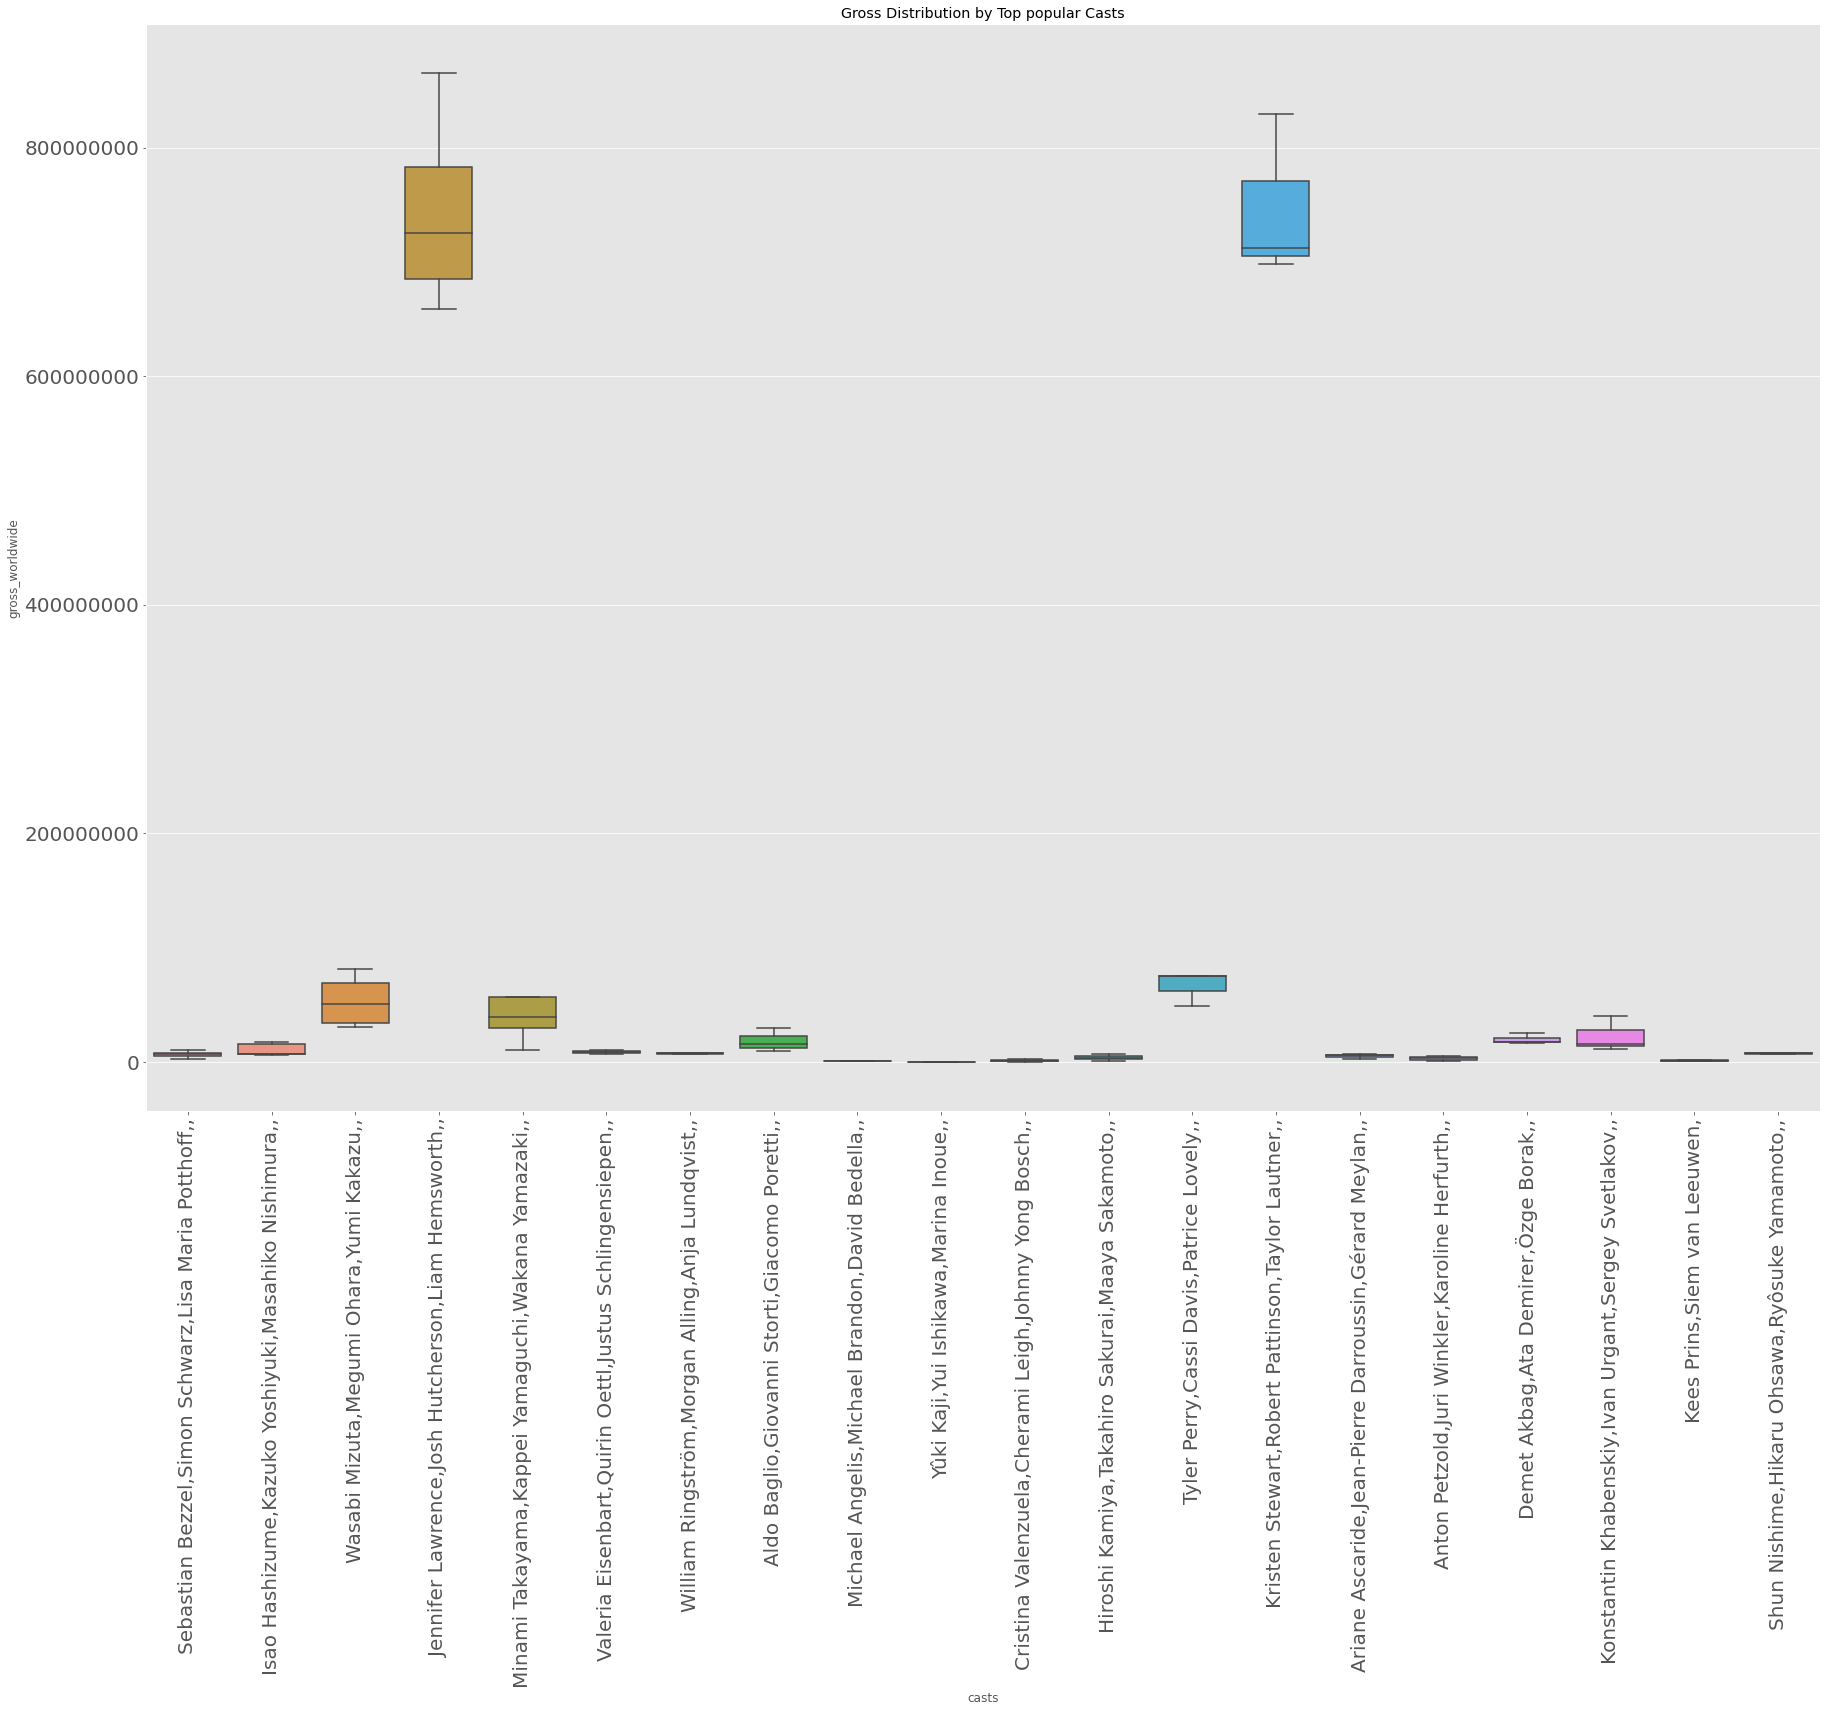 Gross Distribution by Top popular Casts
gross_worldwide
800000000
600000000
400000000
200000000
0
Sebastian Bezzel,Simon Schwarz,Lisa Maria Potthoff,,
Isao Hashizume,Kazuko Yoshiyuki,Masahiko Nishimura,,
Wasabi Mizuta,Megumi Ohara,Yumi Kakazu,,
Jennifer Lawrence,Josh Hutcherson,Liam Hemsworth,,
Minami Takayama,Kappei Yamaguchi,Wakana Yamazaki,,
Valeria Eisenbart,Quirin Oettl,Justus Schlingensiepen,,
William Ringström,Morgan Alling,Anja Lundqvist,,
Aldo Baglio,Giovanni Storti,Giacomo Poretti,,
Michael Angelis,Michael Brandon,David Bedella,,
Yûki Kaji,Yui Ishikawa,Marina Inoue,,
Cristina Valenzuela,Cherami Leigh,Johnny Yong Bosch,,
Hiroshi Kamiya,Takahiro Sakurai,Maaya Sakamoto,,
Tyler Perry,Cassi Davis,Patrice Lovely,,
Kristen Stewart,Robert Pattinson,Taylor Lautner,,
Ariane Ascaride,Jean-Pierre Darroussin,Gérard Meylan,,
Anton Petzold,Juri Winkler,Karoline Herfurth,,
Demet Akbag,Ata Demirer,Özge Borak,,
Konstantin Khabenskiy,Ivan Urgant,Sergey Svetlakov,,
Kees Prins,Siem van Leeuwen,
Shun Nishime,Hikaru Ohsawa,Ryôsuke Yamamoto,,
casts